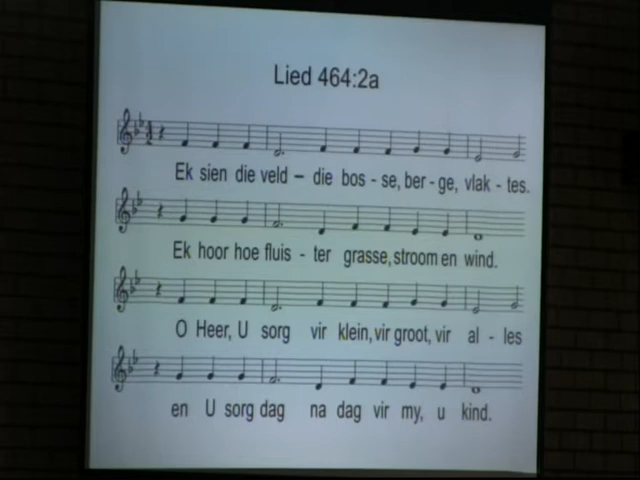 Lied 464:2a
Ek sien die veld – die bos - se, ber - ge, vlak - tes.
Ek hoor hoe fluis - ter grasse, stroom en wind.
O Heer, U sorg vir klein, vir groot, vir al - les
en U sorg dag na dag vir my, u kind.